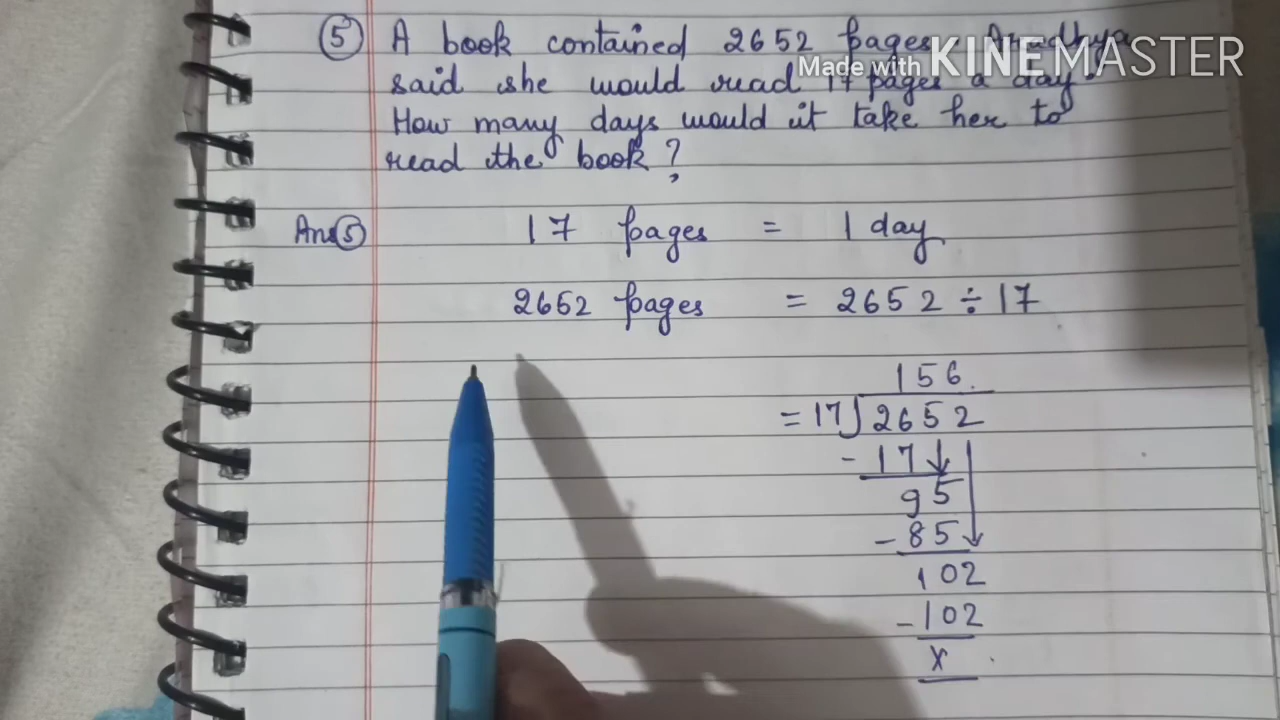 ⑤ A book contained 2652 pages. Aradhya
said she would read 17 pages a day.
How many days would it take her to
read the book?
Ans ⑤ 17 pages = 1 day
2652 pages = 2652 ÷ 17
156
= 17 2652
- 17
95
- 85
102
- 102
x
Made with KINEMASTER